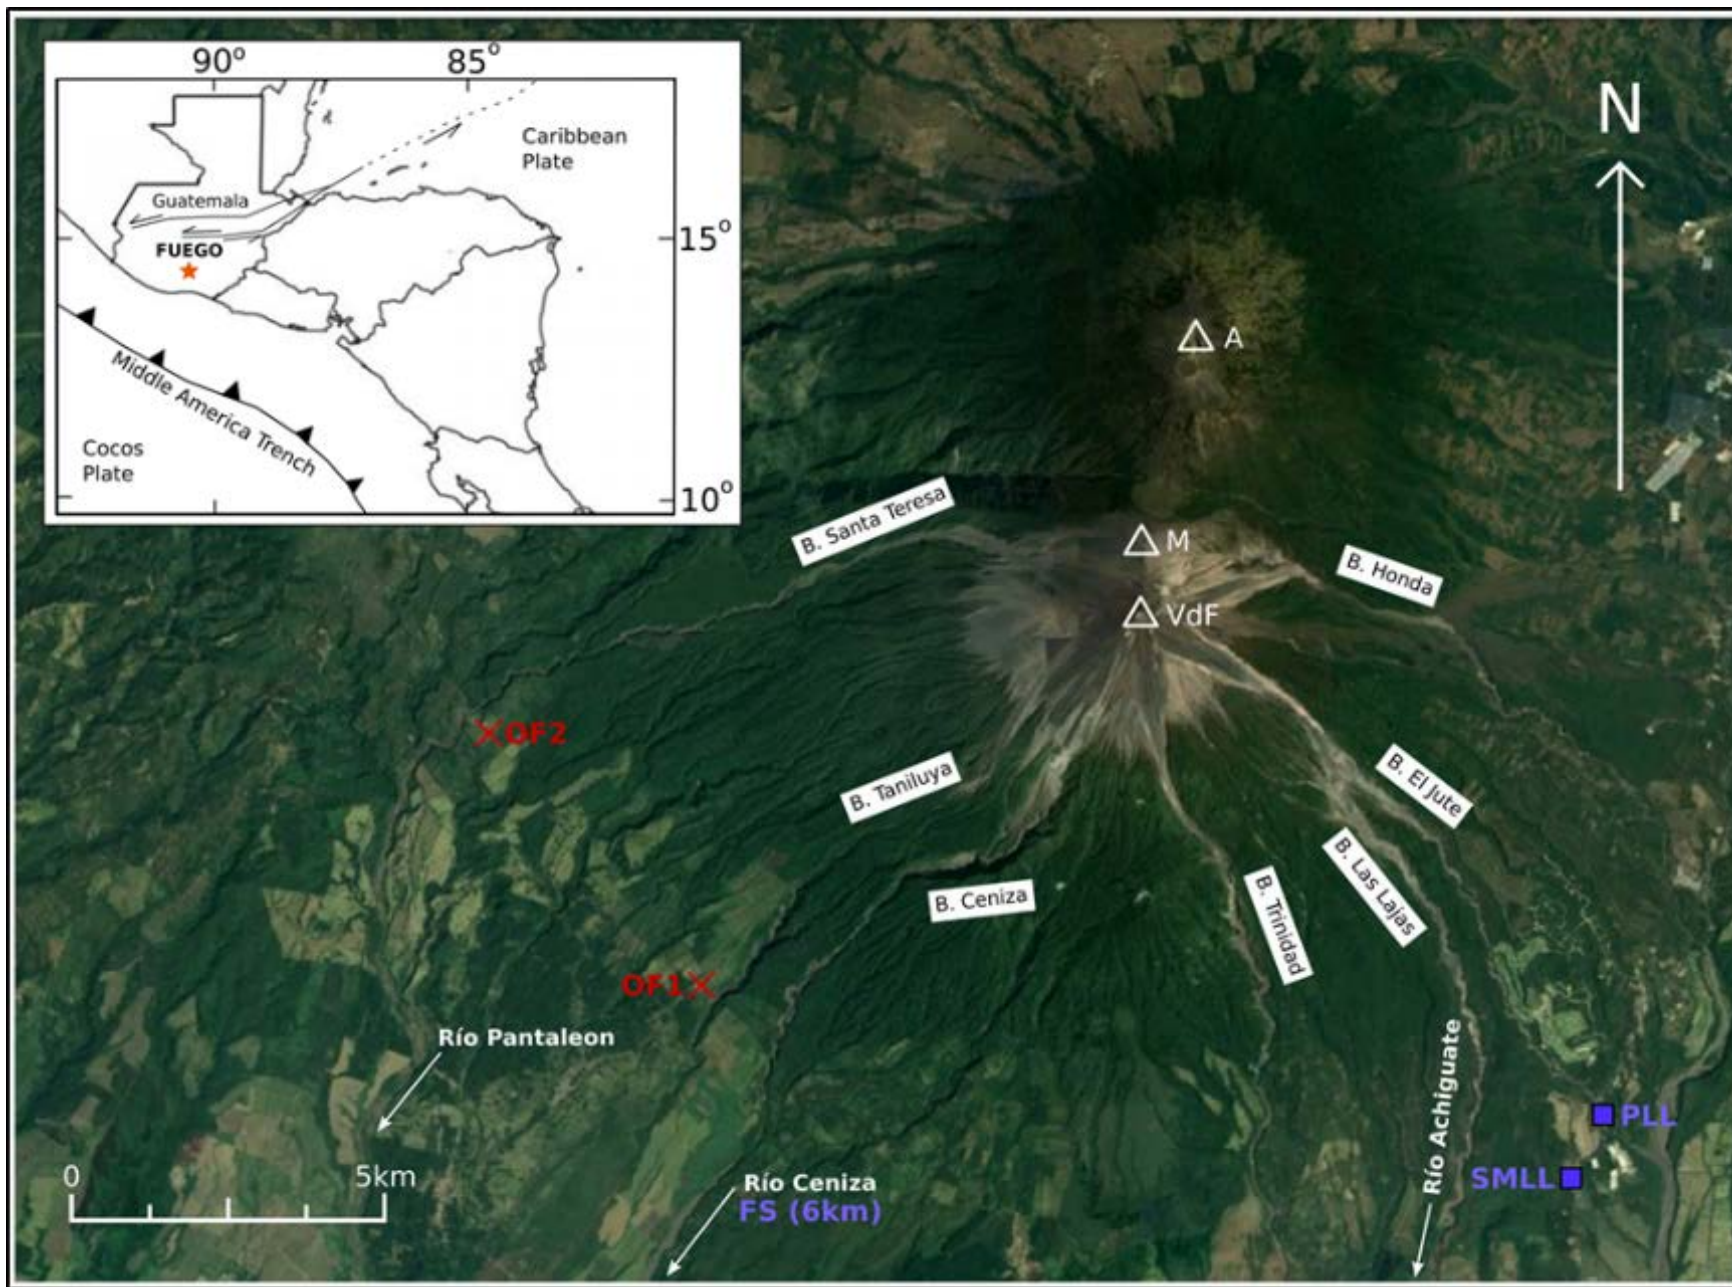 90°
85°
Caribbean
Plate
Guatemala
FUEGO
15°
Middle America Trench
Cocos
Plate
10°
N
A
B. Santa Teresa
M
B. Honda
VdF
OF2
B. Taniluya
B. El Jute
B. Ceniza
B. Las Lajas
B. Trinidad
OF1
Río Pantaleon
Río Achiguate
PLL
0
5km
Río Ceniza
SMLL
FS (6km)